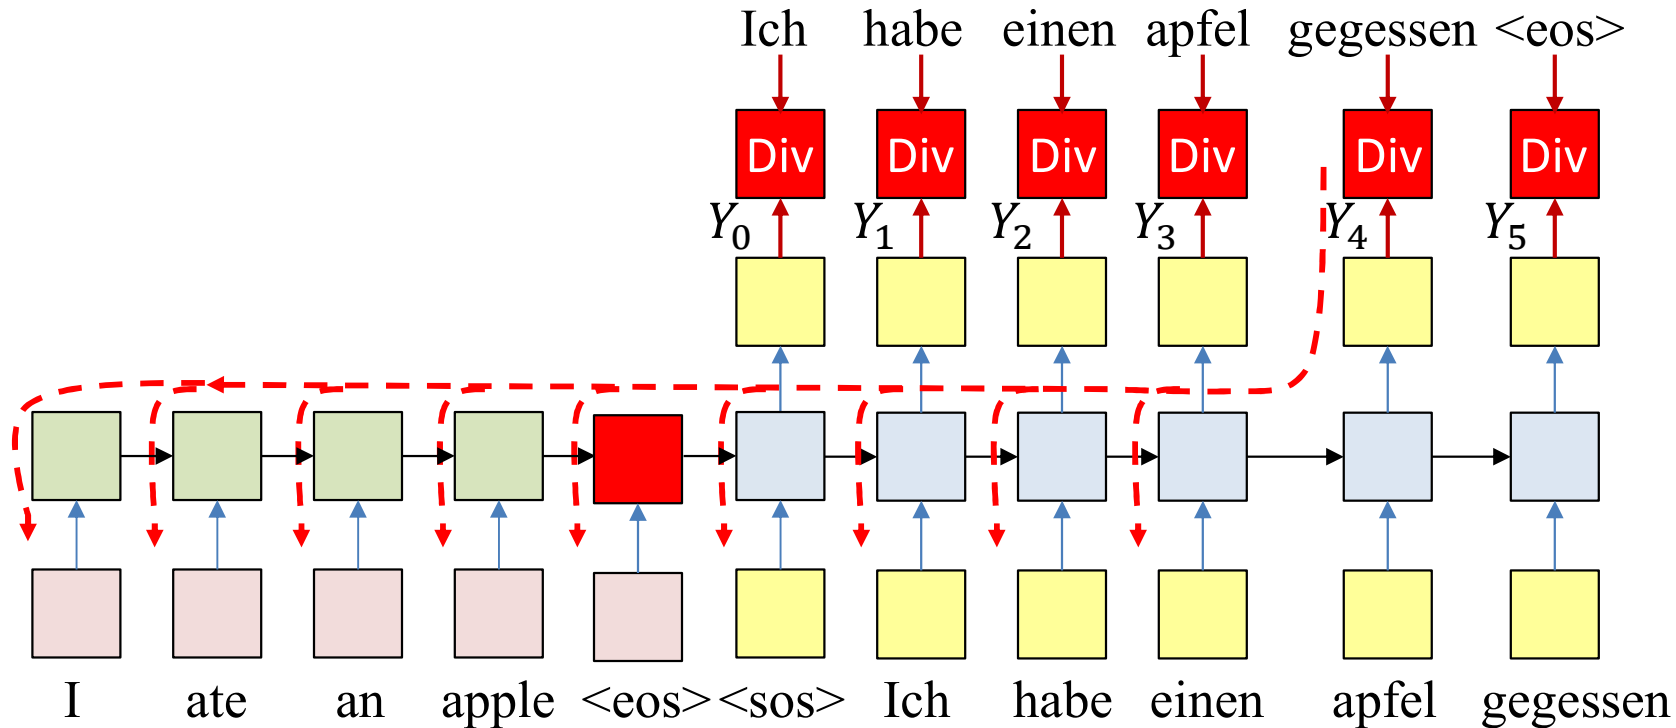 Ich habe einen apfel gegessen <eos>
Div Div Div Div Div Div
Y0 Y1 Y2 Y3 Y4 Y5
I ate an apple <eos> <sos> Ich habe einen apfel gegessen